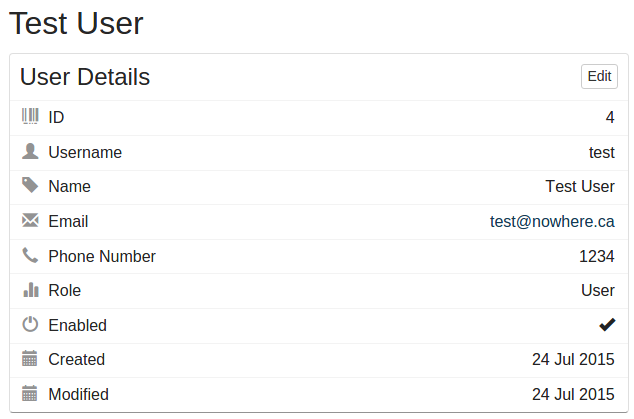 Test User
User Details Edit
ID 4
Username test
Name Test User
Email test@nowhere.ca
Phone Number 1234
Role User
Enabled
Created 24 Jul 2015
Modified 24 Jul 2015